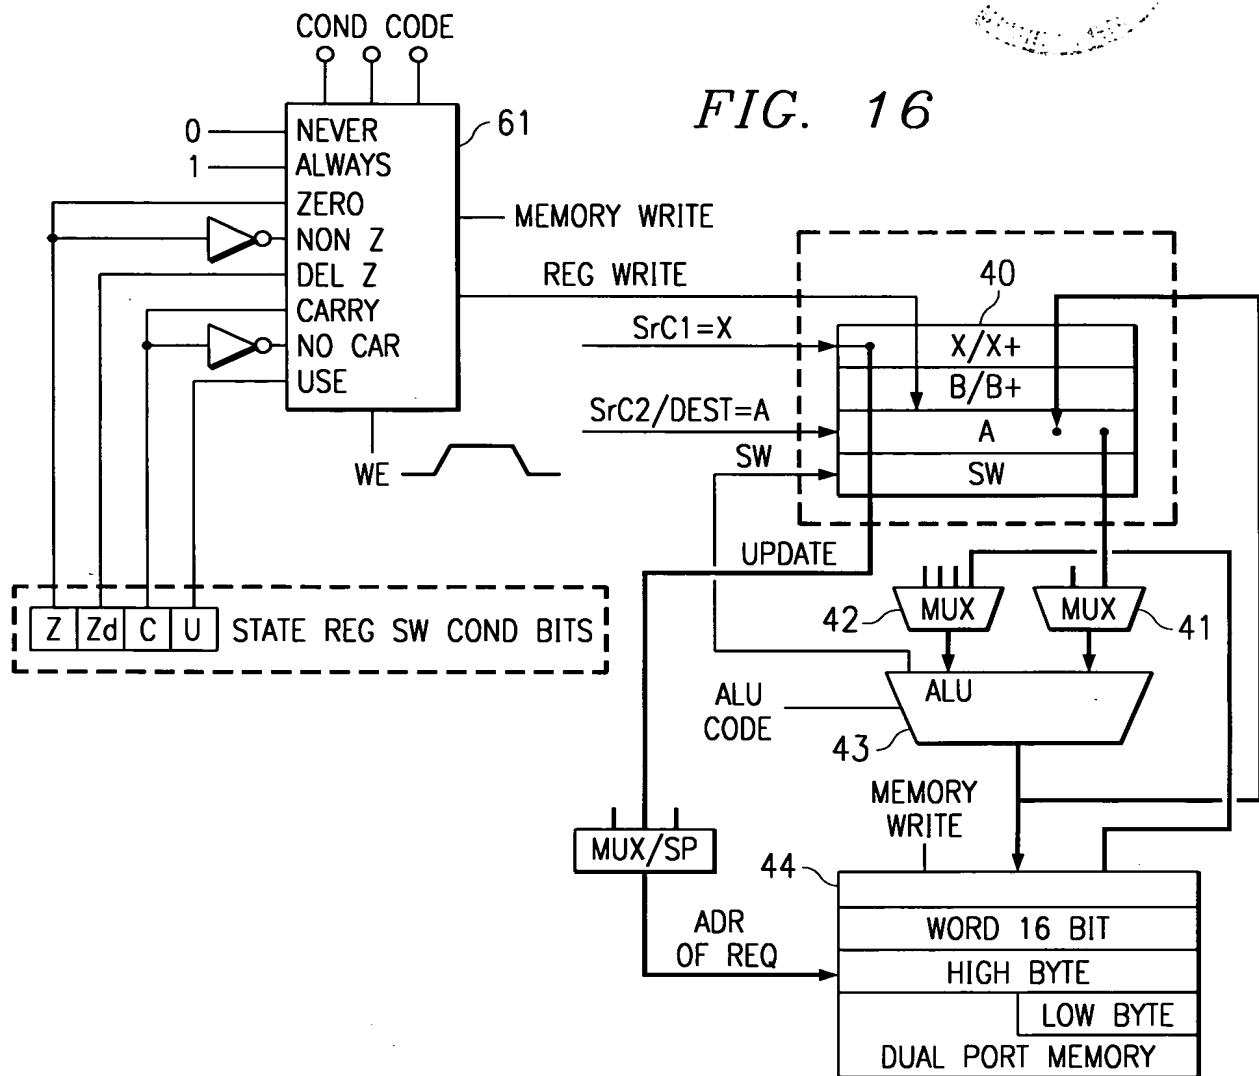 COND CODE
FIG. 16
61
0 NEVER
1 ALWAYS
ZERO
NON Z
DEL Z
CARRY
NO CAR
USE
MEMORY WRITE
REG WRITE
WE
40
SrC1=X
X/X+
B/B+
SrC2/DEST=A
A
SW
SW
UPDATE
Z Zd C U STATE REG SW COND BITS
42 MUX
MUX 41
ALU
ALU
CODE
43
MEMORY
WRITE
MUX/SP
44
ADR
OF REQ
WORD 16 BIT
HIGH BYTE
LOW BYTE
DUAL PORT MEMORY